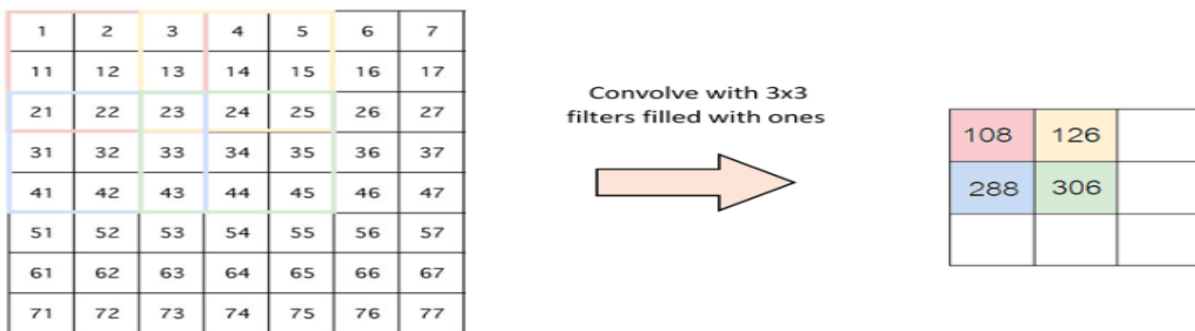 1 2 3 4 5 6 7
11 12 13 14 15 16 17
21 22 23 24 25 26 27
31 32 33 34 35 36 37
41 42 43 44 45 46 47
51 52 53 54 55 56 57
61 62 63 64 65 66 67
71 72 73 74 75 76 77
Convolve with 3x3
filters filled with ones
108 126
288 306